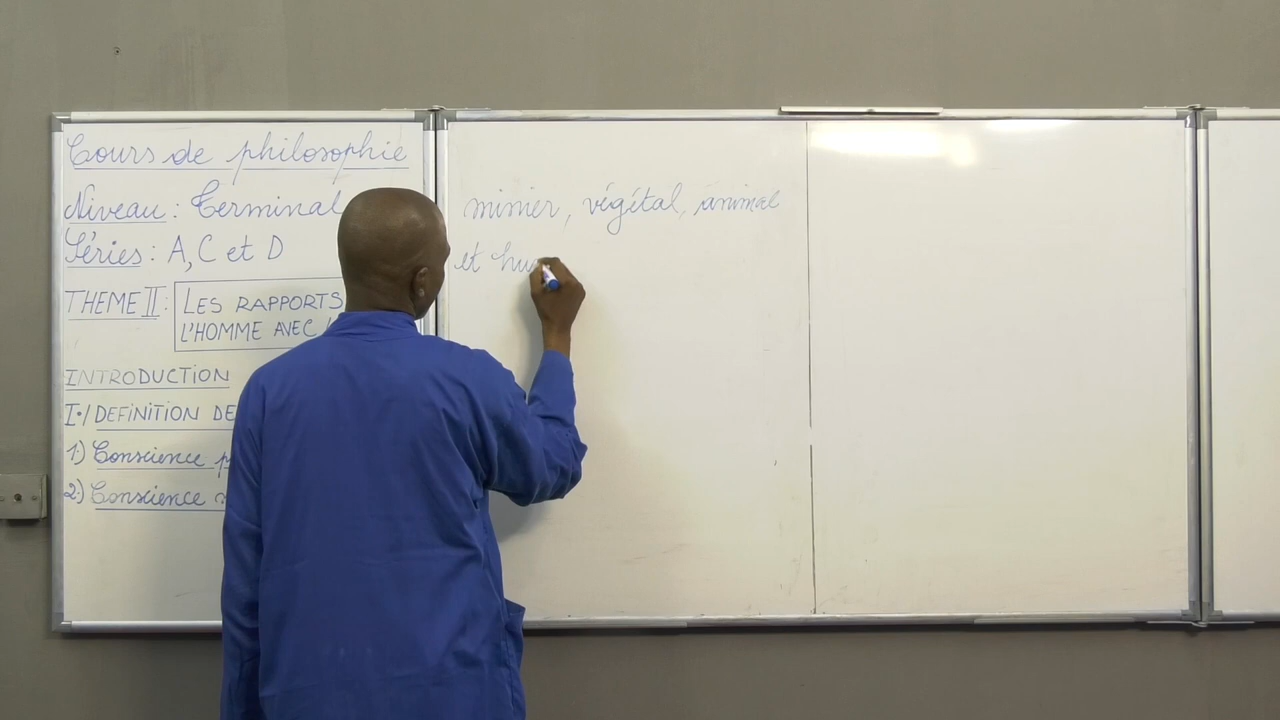 Cours de philosophie
Niveau : Terminal
Séries : A, C et D
THEME II : LES RAPPORTS
L'HOMME AVEC L'
INTRODUCTION
I•/ DEFINITION DE
1•) Conscience
2•) Conscience
minier, végétal, animal
et hu